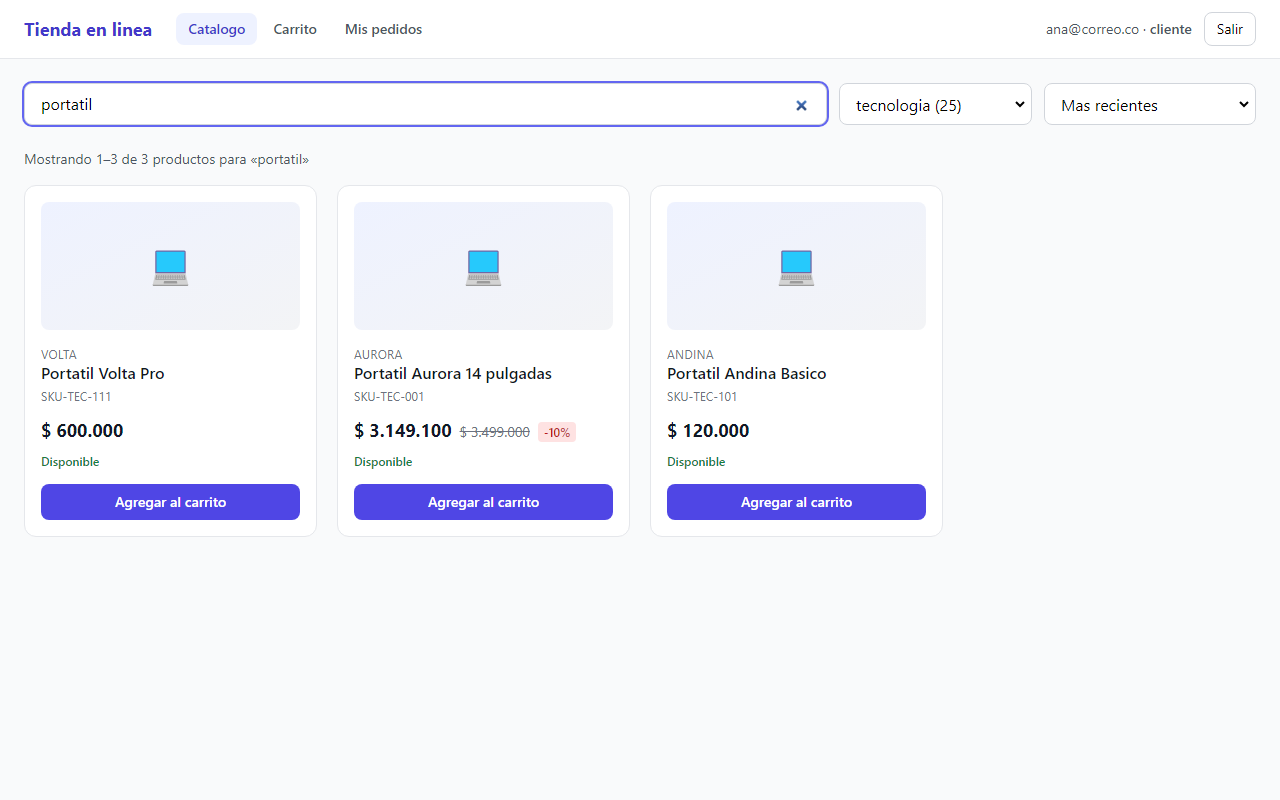 Tienda en linea Catalogo Carrito Mis pedidos ana@correo.co · cliente Salir
portatil × tecnologia (25) Mas recientes
Mostrando 1–3 de 3 productos para «portatil»
VOLTA
Portatil Volta Pro
SKU-TEC-111
$ 600.000
Disponible
Agregar al carrito
AURORA
Portatil Aurora 14 pulgadas
SKU-TEC-001
$ 3.149.100 $ 3.499.000 -10%
Disponible
Agregar al carrito
ANDINA
Portatil Andina Basico
SKU-TEC-101
$ 120.000
Disponible
Agregar al carrito